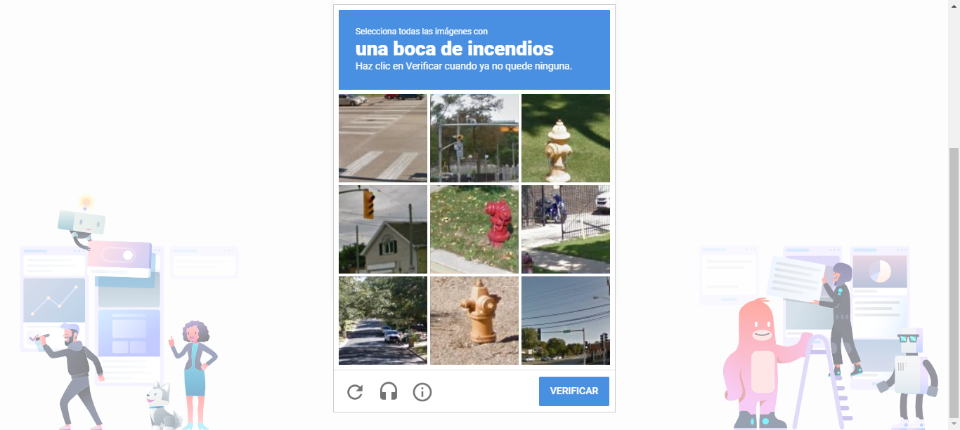 Selecciona todas las imágenes con
una boca de incendios
Haz clic en Verificar cuando ya no quede ninguna.
VERIFICAR